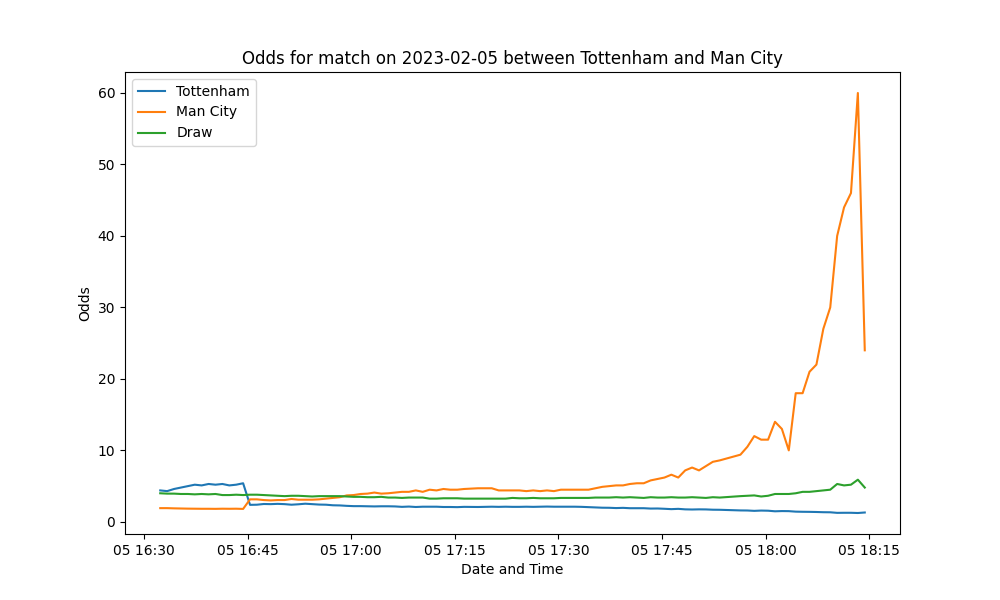 Odds for match on 2023-02-05 between Tottenham and Man City
Tottenham
Man City
Draw
60
50
40
30
20
10
0
Odds
05 16:30 05 16:45 05 17:00 05 17:15 05 17:30 05 17:45 05 18:00 05 18:15
Date and Time